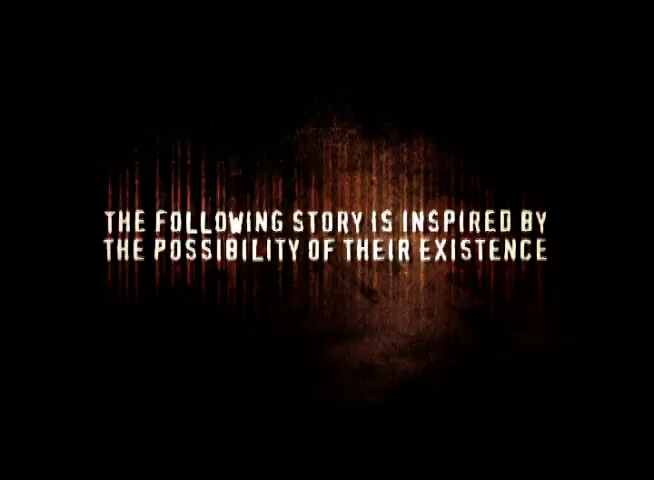 THE FOLLOWING STORY IS INSPIRED BY
THE POSSIBILITY OF THEIR EXISTENCE